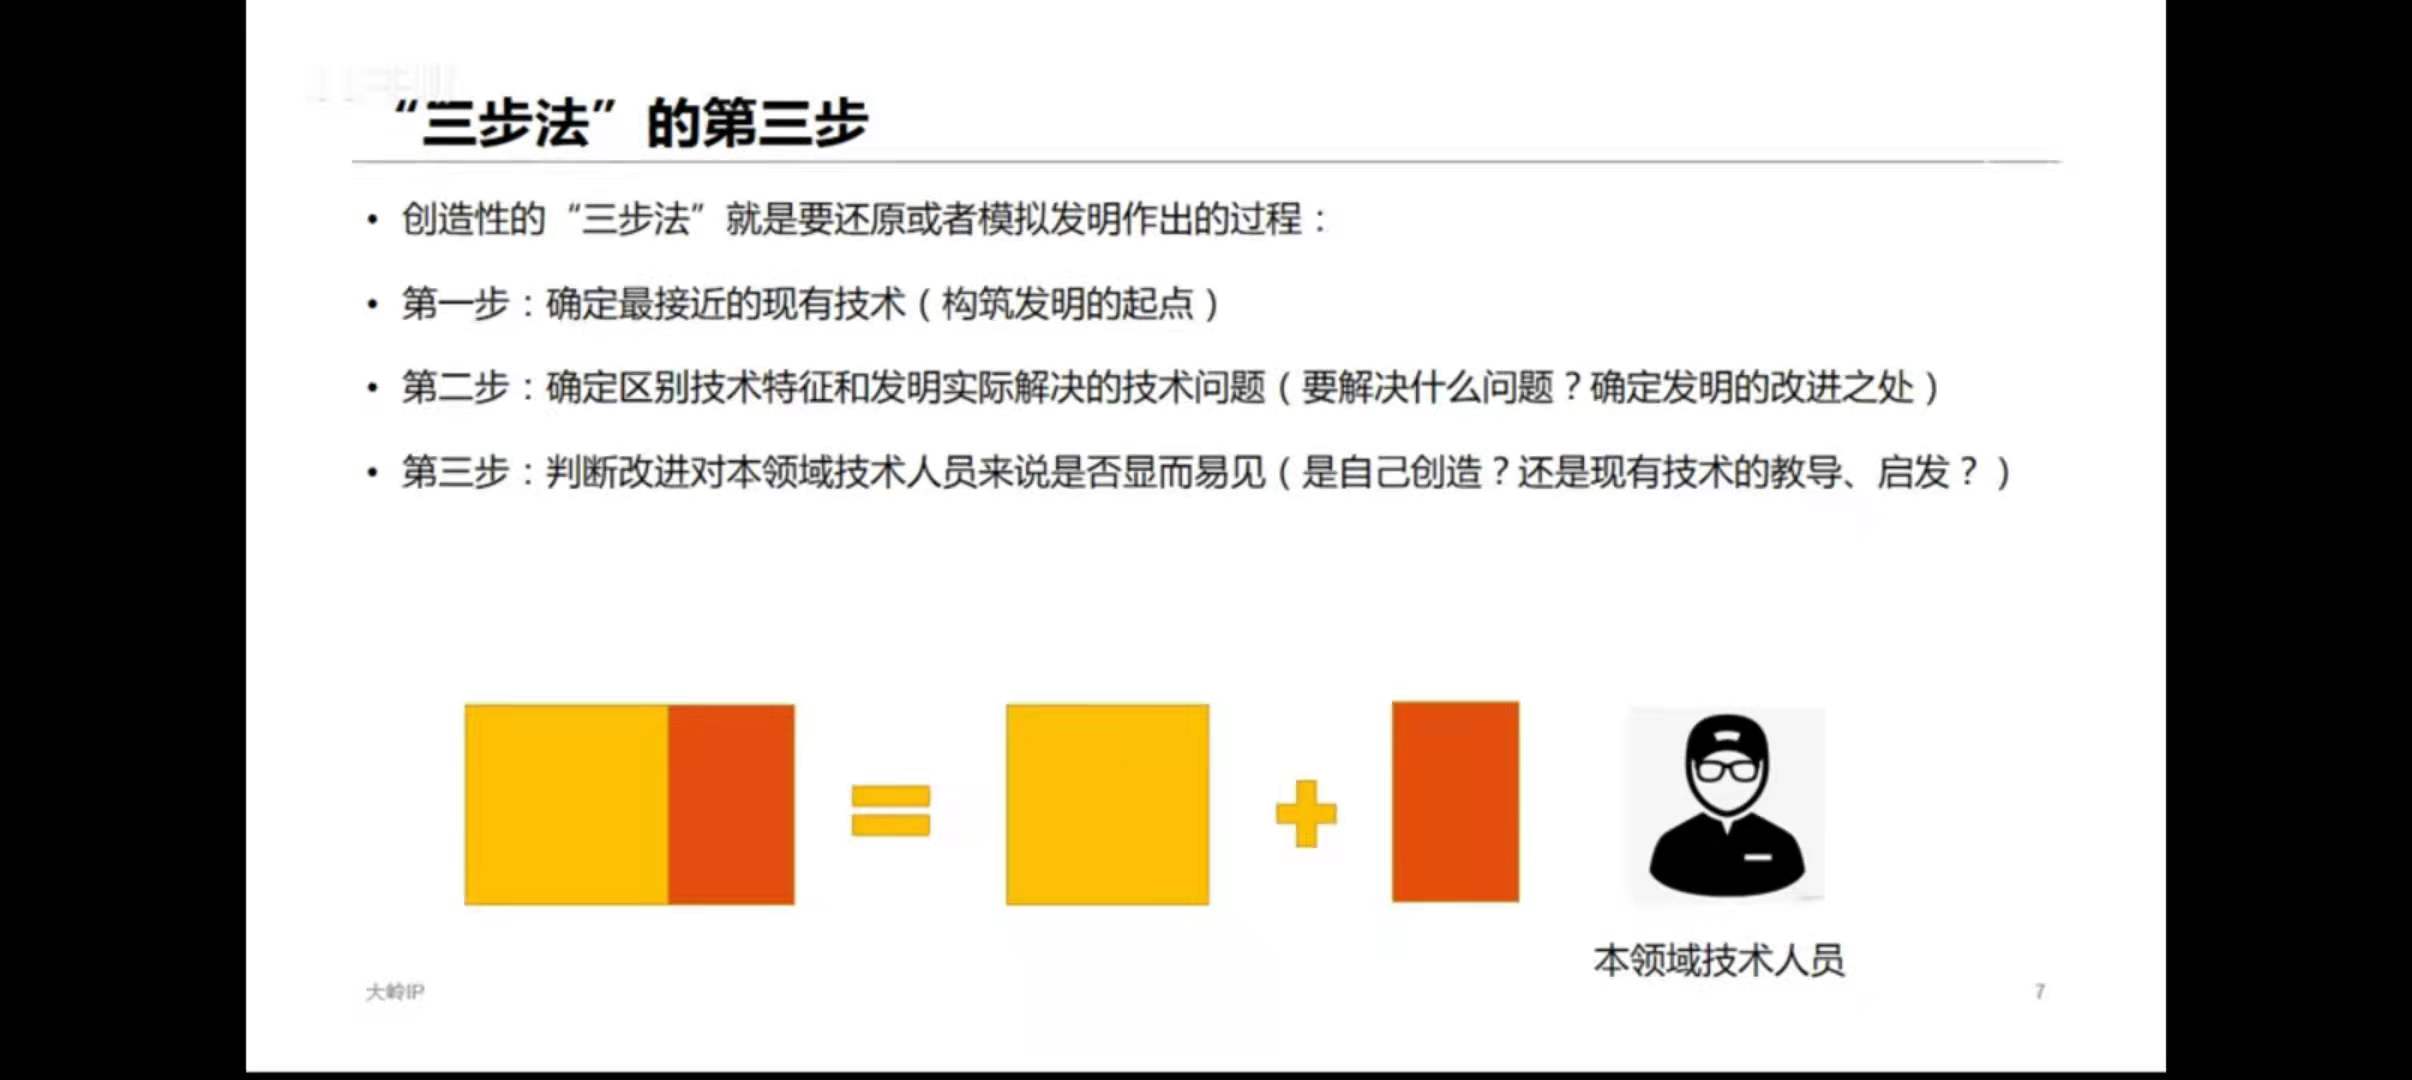 “三步法”的第三步
• 创造性的“三步法”就是要还原或者模拟发明作出的过程：
• 第一步：确定最接近的现有技术（构筑发明的起点）
• 第二步：确定区别技术特征和发明实际解决的技术问题（要解决什么问题？确定发明的改进之处）
• 第三步：判断改进对本领域技术人员来说是否显而易见（是自己创造？还是现有技术的教导、启发？）
本领域技术人员
大岭IP
7